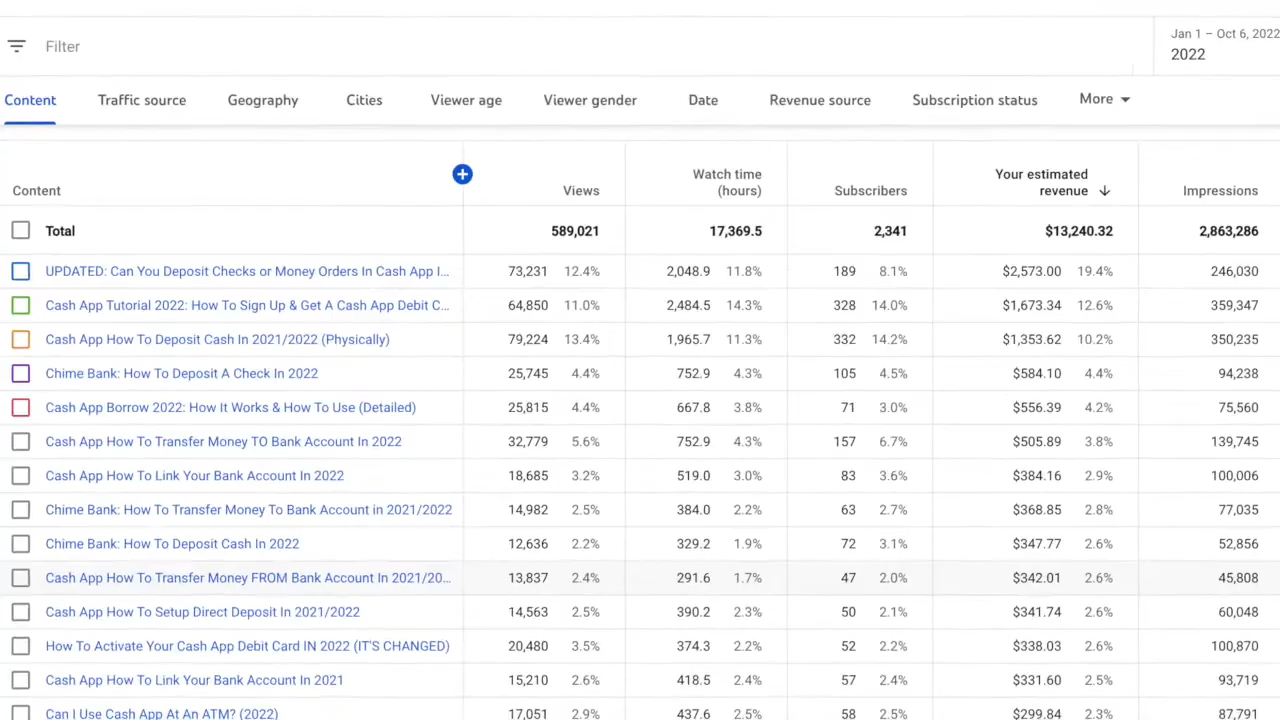 Filter
Jan 1 – Oct 6, 2022
2022
Content Traffic source Geography Cities Viewer age Viewer gender Date Revenue source Subscription status More
Content Views Watch time (hours) Subscribers Your estimated revenue Impressions
Total 589,021 17,369.5 2,341 $13,240.32 2,863,286
UPDATED: Can You Deposit Checks or Money Orders In Cash App I... 73,231 12.4% 2,048.9 11.8% 189 8.1% $2,573.00 19.4% 246,030
Cash App Tutorial 2022: How To Sign Up & Get A Cash App Debit C... 64,850 11.0% 2,484.5 14.3% 328 14.0% $1,673.34 12.6% 359,347
Cash App How To Deposit Cash In 2021/2022 (Physically) 79,224 13.4% 1,965.7 11.3% 332 14.2% $1,353.62 10.2% 350,235
Chime Bank: How To Deposit A Check In 2022 25,745 4.4% 752.9 4.3% 105 4.5% $584.10 4.4% 94,238
Cash App Borrow 2022: How It Works & How To Use (Detailed) 25,815 4.4% 667.8 3.8% 71 3.0% $556.39 4.2% 75,560
Cash App How To Transfer Money TO Bank Account In 2022 32,779 5.6% 752.9 4.3% 157 6.7% $505.89 3.8% 139,745
Cash App How To Link Your Bank Account In 2022 18,685 3.2% 519.0 3.0% 83 3.6% $384.16 2.9% 100,006
Chime Bank: How To Transfer Money To Bank Account in 2021/2022 14,982 2.5% 384.0 2.2% 63 2.7% $368.85 2.8% 77,035
Chime Bank: How To Deposit Cash In 2022 12,636 2.2% 329.2 1.9% 72 3.1% $347.77 2.6% 52,856
Cash App How To Transfer Money FROM Bank Account In 2021/20... 13,837 2.4% 291.6 1.7% 47 2.0% $342.01 2.6% 45,808
Cash App How To Setup Direct Deposit In 2021/2022 14,563 2.5% 390.2 2.3% 50 2.1% $341.74 2.6% 60,048
How To Activate Your Cash App Debit Card IN 2022 (IT'S CHANGED) 20,480 3.5% 374.3 2.2% 52 2.2% $338.03 2.6% 100,870
Cash App How To Link Your Bank Account In 2021 15,210 2.6% 418.5 2.4% 57 2.4% $331.60 2.5% 93,719
Can I Use Cash App At An ATM? (2022) 17,051 2.9% 437.6 2.5% 58 2.5% $299.84 2.3% 87,791